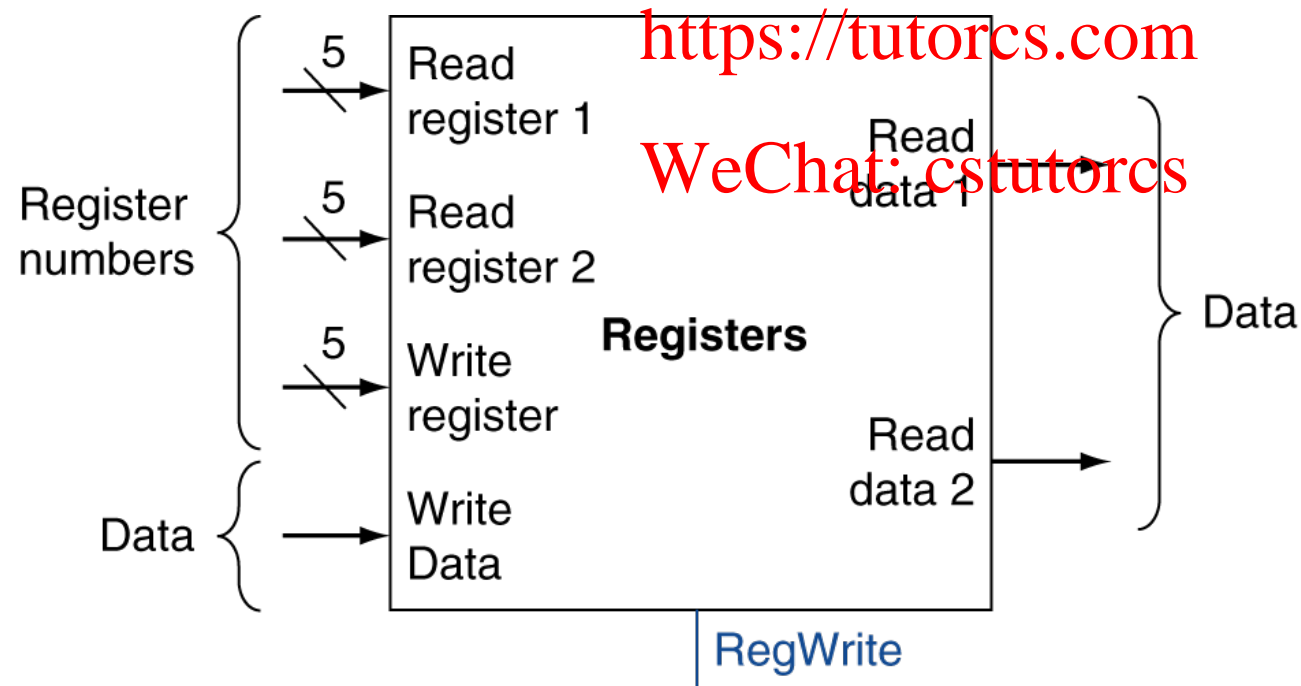 https://tutorcs.com
WeChat: cstutorcs
Register
numbers
5
Read
register 1
5
Read
register 2
5
Write
register
Data
Write
Data
Registers
Read
data 1
Read
data 2
Data
RegWrite